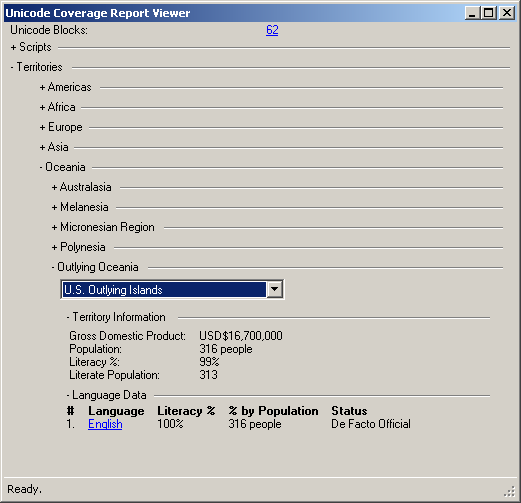 Unicode Coverage Report Viewer
Unicode Blocks: 62
+ Scripts
- Territories
+ Americas
+ Africa
+ Europe
+ Asia
- Oceania
+ Australasia
+ Melanesia
+ Micronesian Region
+ Polynesia
- Outlying Oceania
U.S. Outlying Islands
- Territory Information
Gross Domestic Product: USD$16,700,000
Population: 316 people
Literacy %: 99%
Literate Population: 313
- Language Data
# Language Literacy % % by Population Status
1. English 100% 316 people De Facto Official
Ready.